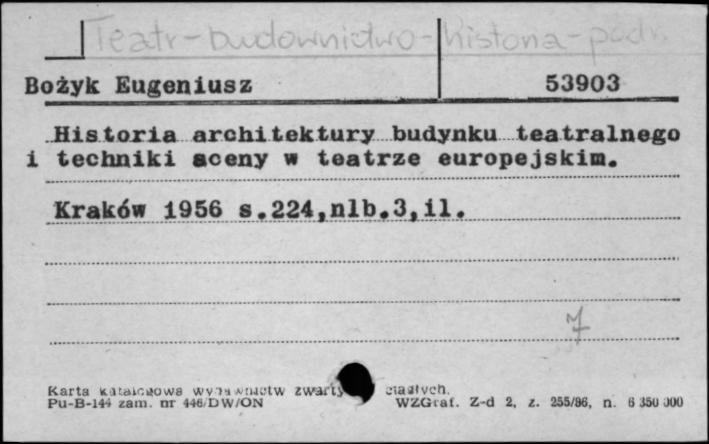 Teatr - budownictwo - historia - podr.
Bożyk Eugeniusz 53903
Historia architektury budynku teatralnego
i techniki sceny w teatrze europejskim.
Kraków 1956 s.224,nlb.3,il.
7
Karta katalogowa wydawnictw zwarty ciągłych.
Pu-B-144 zam. nr 446/DW/ON WZGraf. Z-d 2, z. 255/86, n. 6 350 000